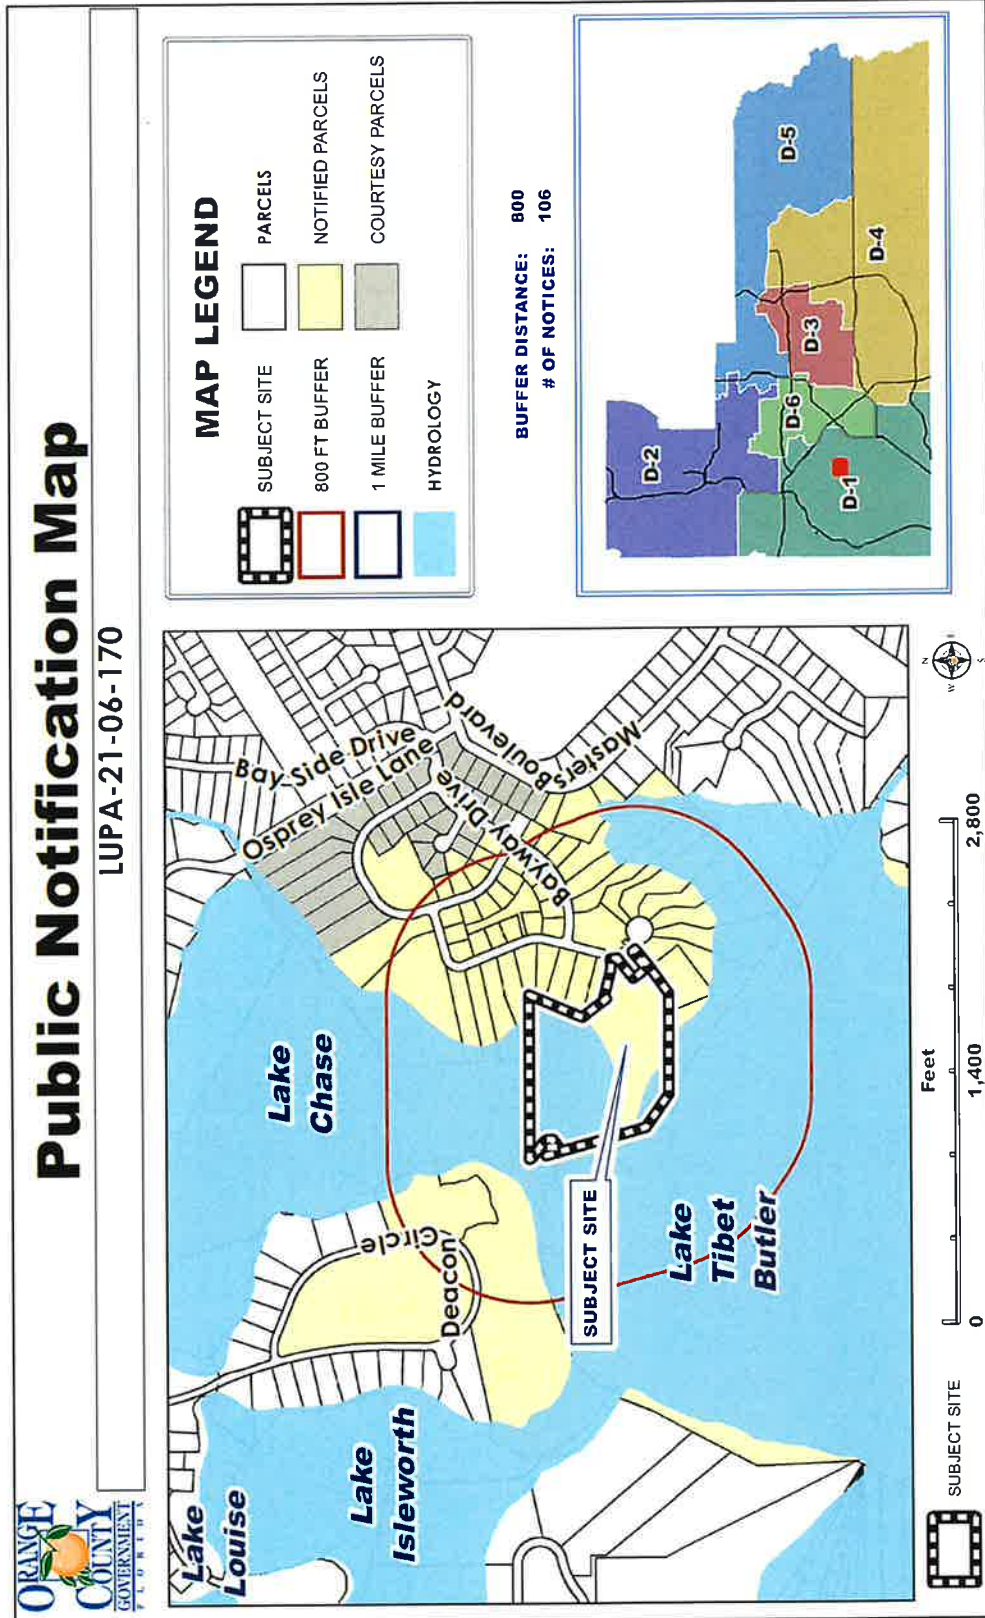 Public Notification Map
LUPA-21-06-170
ORANGE
COUNTY
GOVERNMENT
FLORIDA
MAP LEGEND
SUBJECT SITE
PARCELS
800 FT BUFFER
NOTIFIED PARCELS
1 MILE BUFFER
COURTESY PARCELS
HYDROLOGY
BUFFER DISTANCE: 800
# OF NOTICES: 106
D-2
D-5
D-6
D-3
D-1
D-4
Lake
Louise
Lake
Isleworth
Lake
Chase
Lake
Tibet
Butler
Deacon
Circle
Osprey Isle Lane
Bay Side Drive
Bayway Drive
Masters Boulevard
SUBJECT SITE
SUBJECT SITE
Feet
0
1,400
2,800
N
W
S